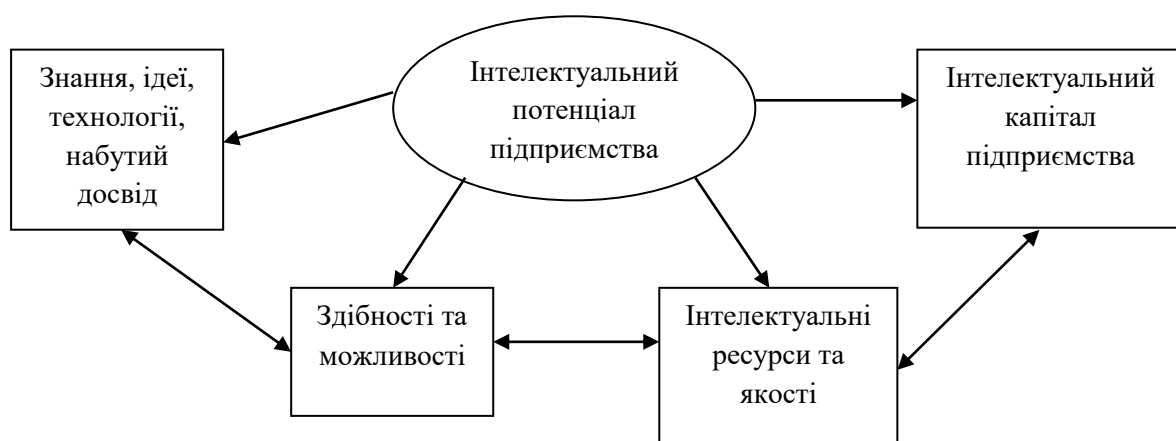 Знання, ідеї,
технології,
набутий
досвід
Інтелектуальний
потенціал
підприємства
Інтелектуальний
капітал
підприємства
Здібності та
можливості
Інтелектуальні
ресурси та
якості